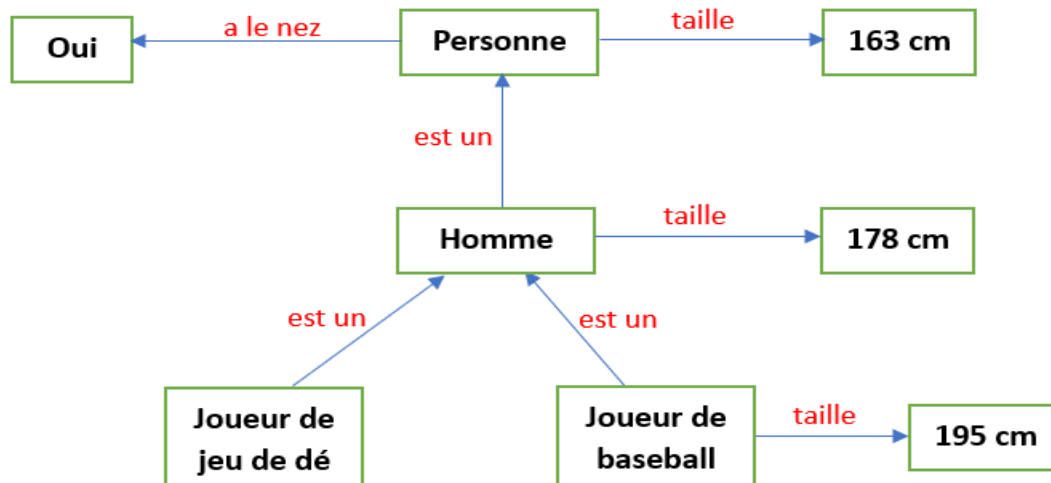 Oui
a le nez
Personne
taille
163 cm
est un
Homme
taille
178 cm
est un
est un
Joueur de
jeu de dé
Joueur de
baseball
taille
195 cm